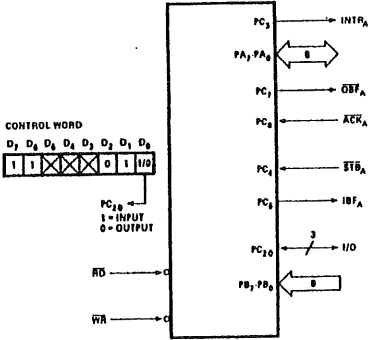 PC3 INTRA
PA7-PA0 8
PC7 OBFA
CONTROL WORD
D7 D6 D5 D4 D3 D2 D1 D0
1 1 0 1 I/O
PC6 ACKA
PC4 STBA
PC2-0
1 = INPUT
0 = OUTPUT
PC5 IBFA
PC2-0 3 I/O
RD
PB7-PB0 8
WR